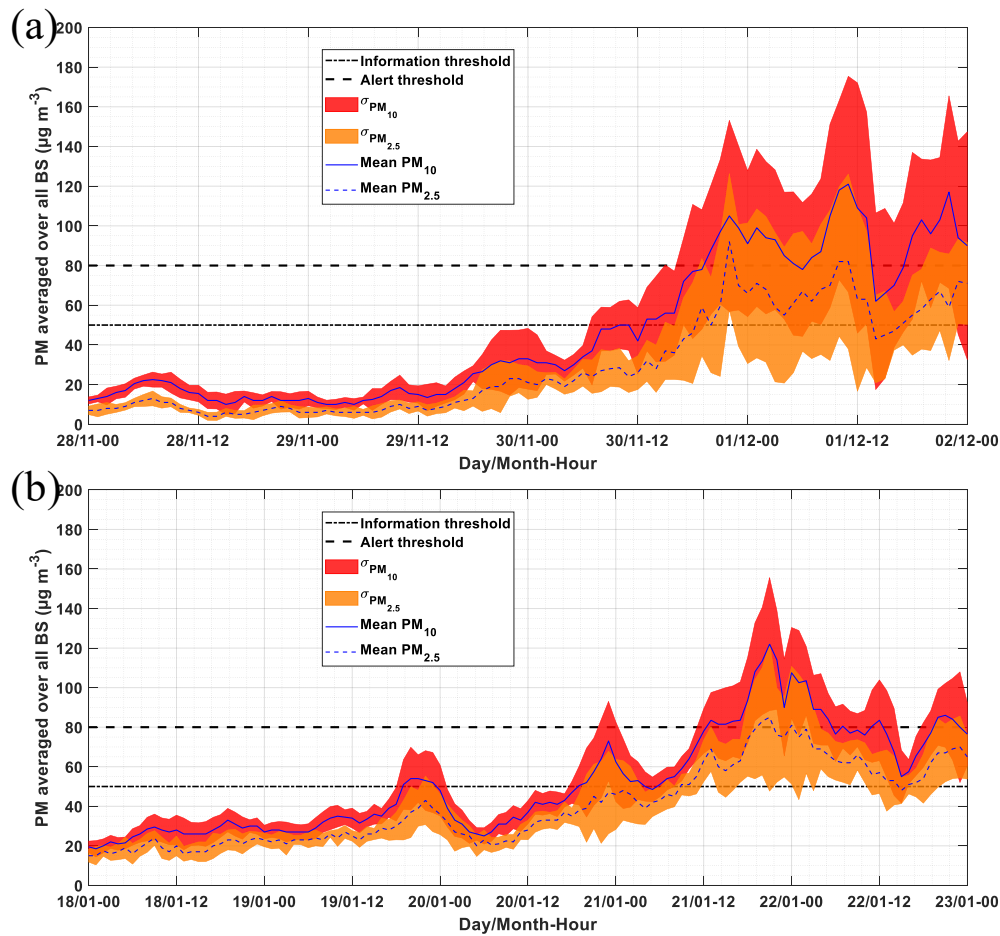 (a)
200
180
160
140
120
100
80
60
40
20
0
PM averaged over all BS (µg m-3)
Information threshold
Alert threshold
σPM10
σPM2.5
Mean PM10
Mean PM2.5
28/11-00 28/11-12 29/11-00 29/11-12 30/11-00 30/11-12 01/12-00 01/12-12 02/12-00
Day/Month-Hour
(b)
200
180
160
140
120
100
80
60
40
20
0
PM averaged over all BS (µg m-3)
Information threshold
Alert threshold
σPM10
σPM2.5
Mean PM10
Mean PM2.5
18/01-00 18/01-12 19/01-00 19/01-12 20/01-00 20/01-12 21/01-00 21/01-12 22/01-00 22/01-12 23/01-00
Day/Month-Hour